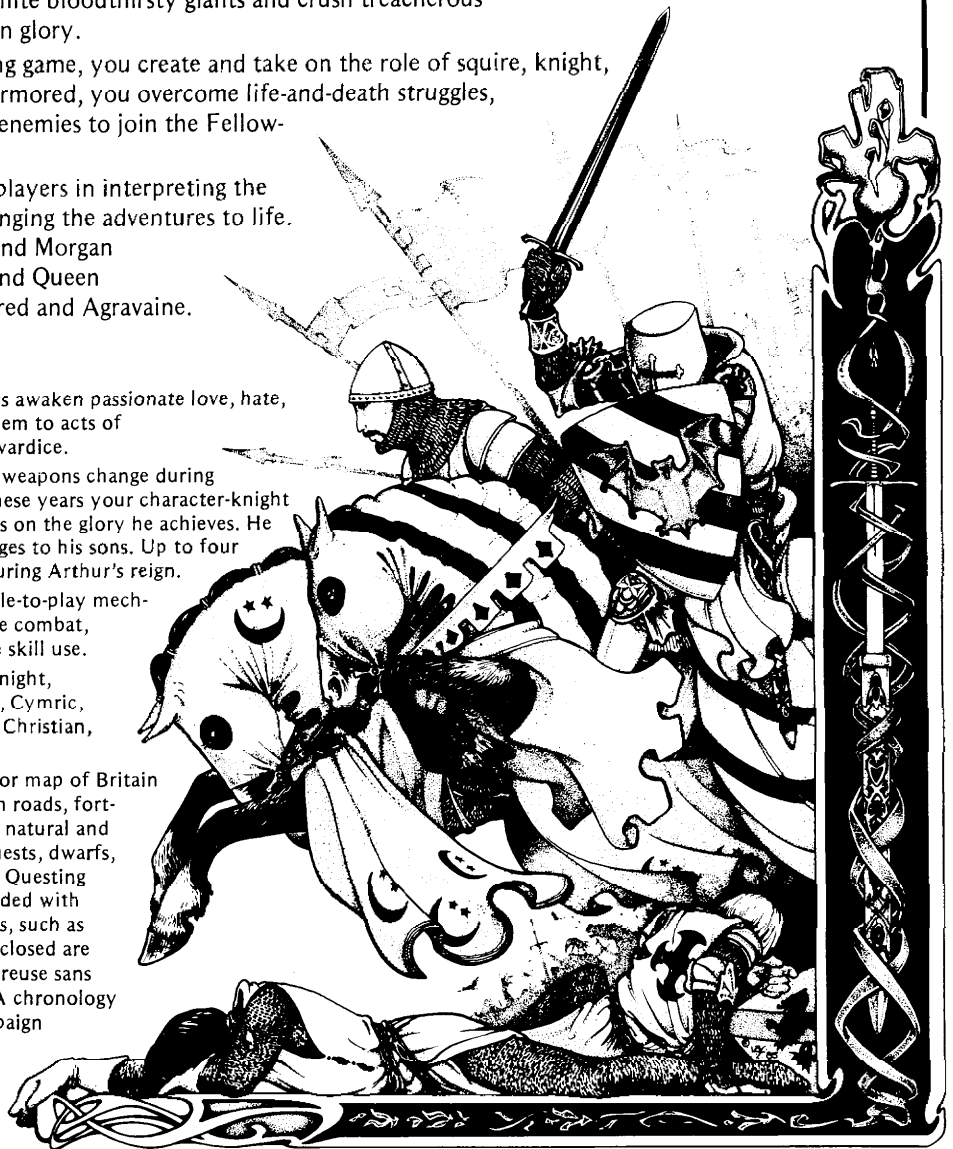 bloodthirsty giants and crush treacherous
n glory.
ng game, you create and take on the role of squire, knight,
rmored, you overcome life-and-death struggles,
enemies to join the Fellow-
players in interpreting the
nging the adventures to life.
nd Morgan
nd Queen
red and Agravaine.
s awaken passionate love, hate,
em to acts of
wardice.
weapons change during
hese years your character-knight
s on the glory he achieves. He
ges to his sons. Up to four
uring Arthur's reign.
le-to-play mech-
e combat,
e skill use.
night,
, Cymric,
Christian,
or map of Britain
n roads, fort-
natural and
uests, dwarfs,
Questing
ded with
s, such as
closed are
reuse sans
A chronology
paign